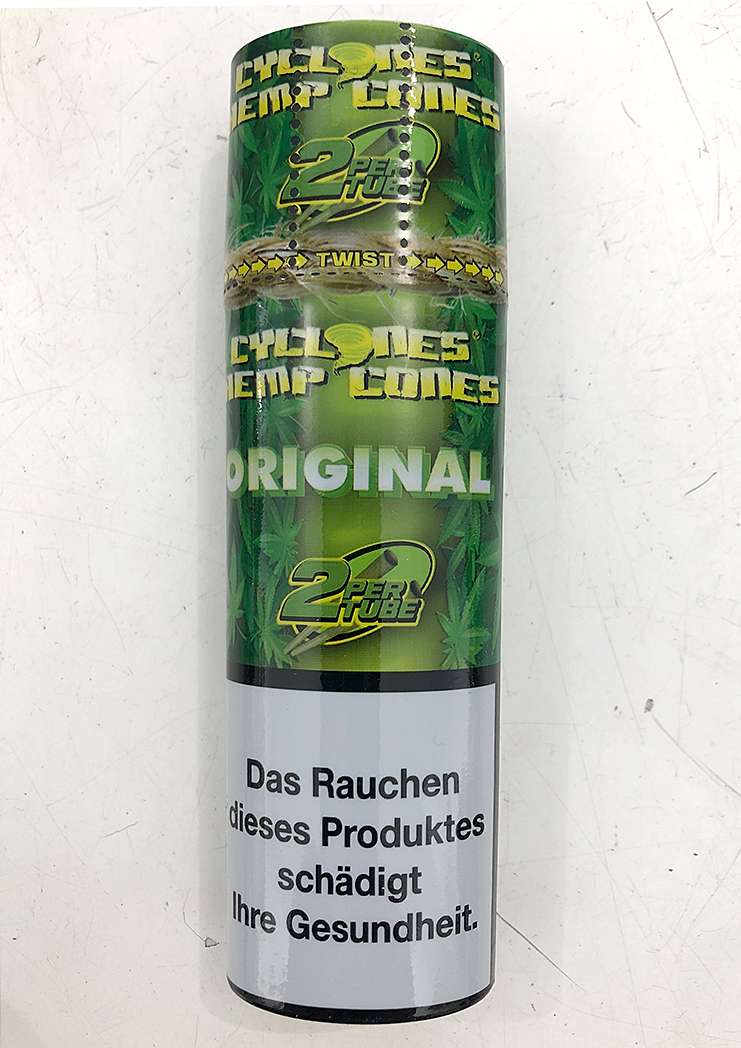 CYCLONES®
HEMP CONES
2 PER
TUBE
TWIST
CYCLONES®
HEMP CONES
ORIGINAL
2 PER
TUBE
Das Rauchen
dieses Produktes
schädigt
Ihre Gesundheit.